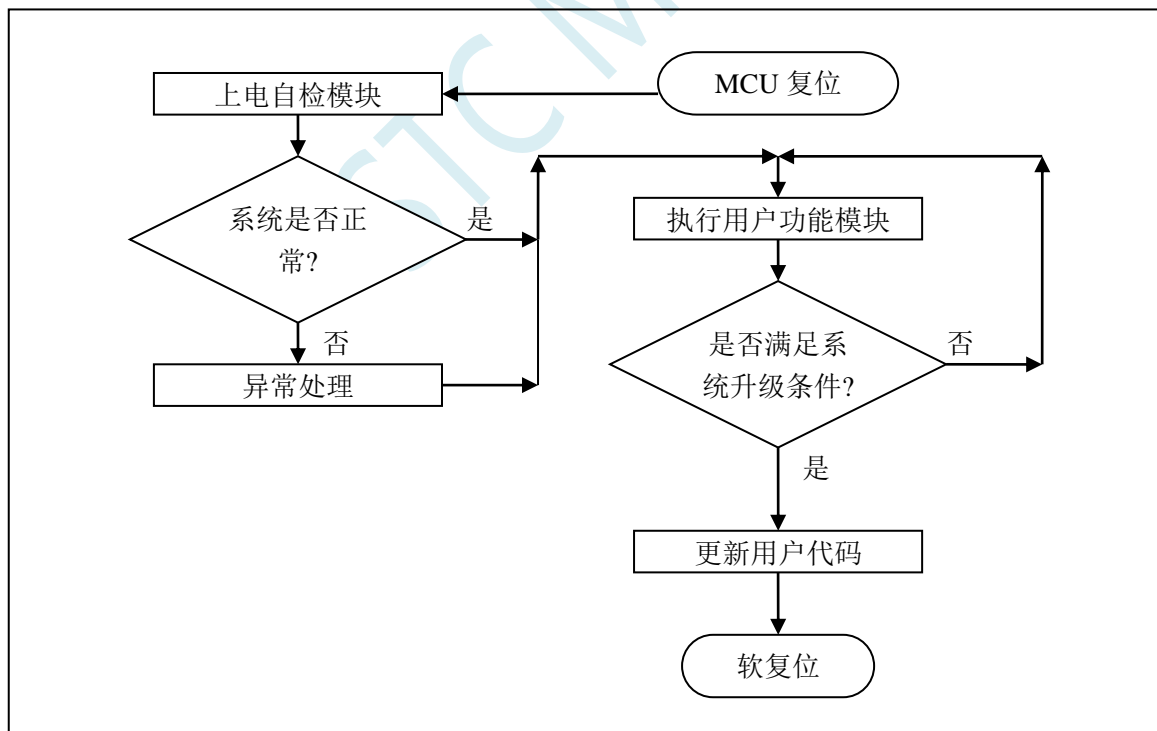 MCU 复位
上电自检模块
系统是否正
常?
是
否
异常处理
执行用户功能模块
是否满足系
统升级条件?
否
是
更新用户代码
软复位
STC M